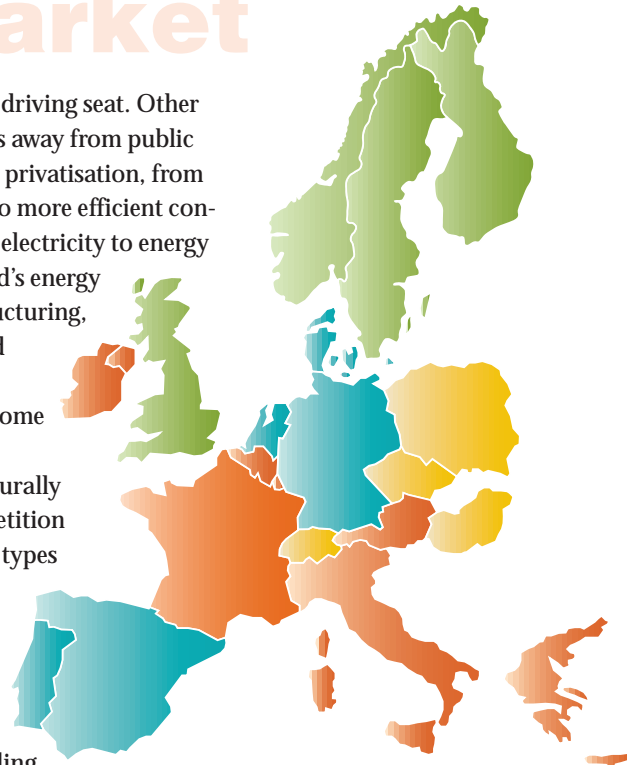 arket
driving seat. Other
s away from public
privatisation, from
o more efficient con-
electricity to energy
d's energy
ucturing,
d
ome
urally
etition
types
ling